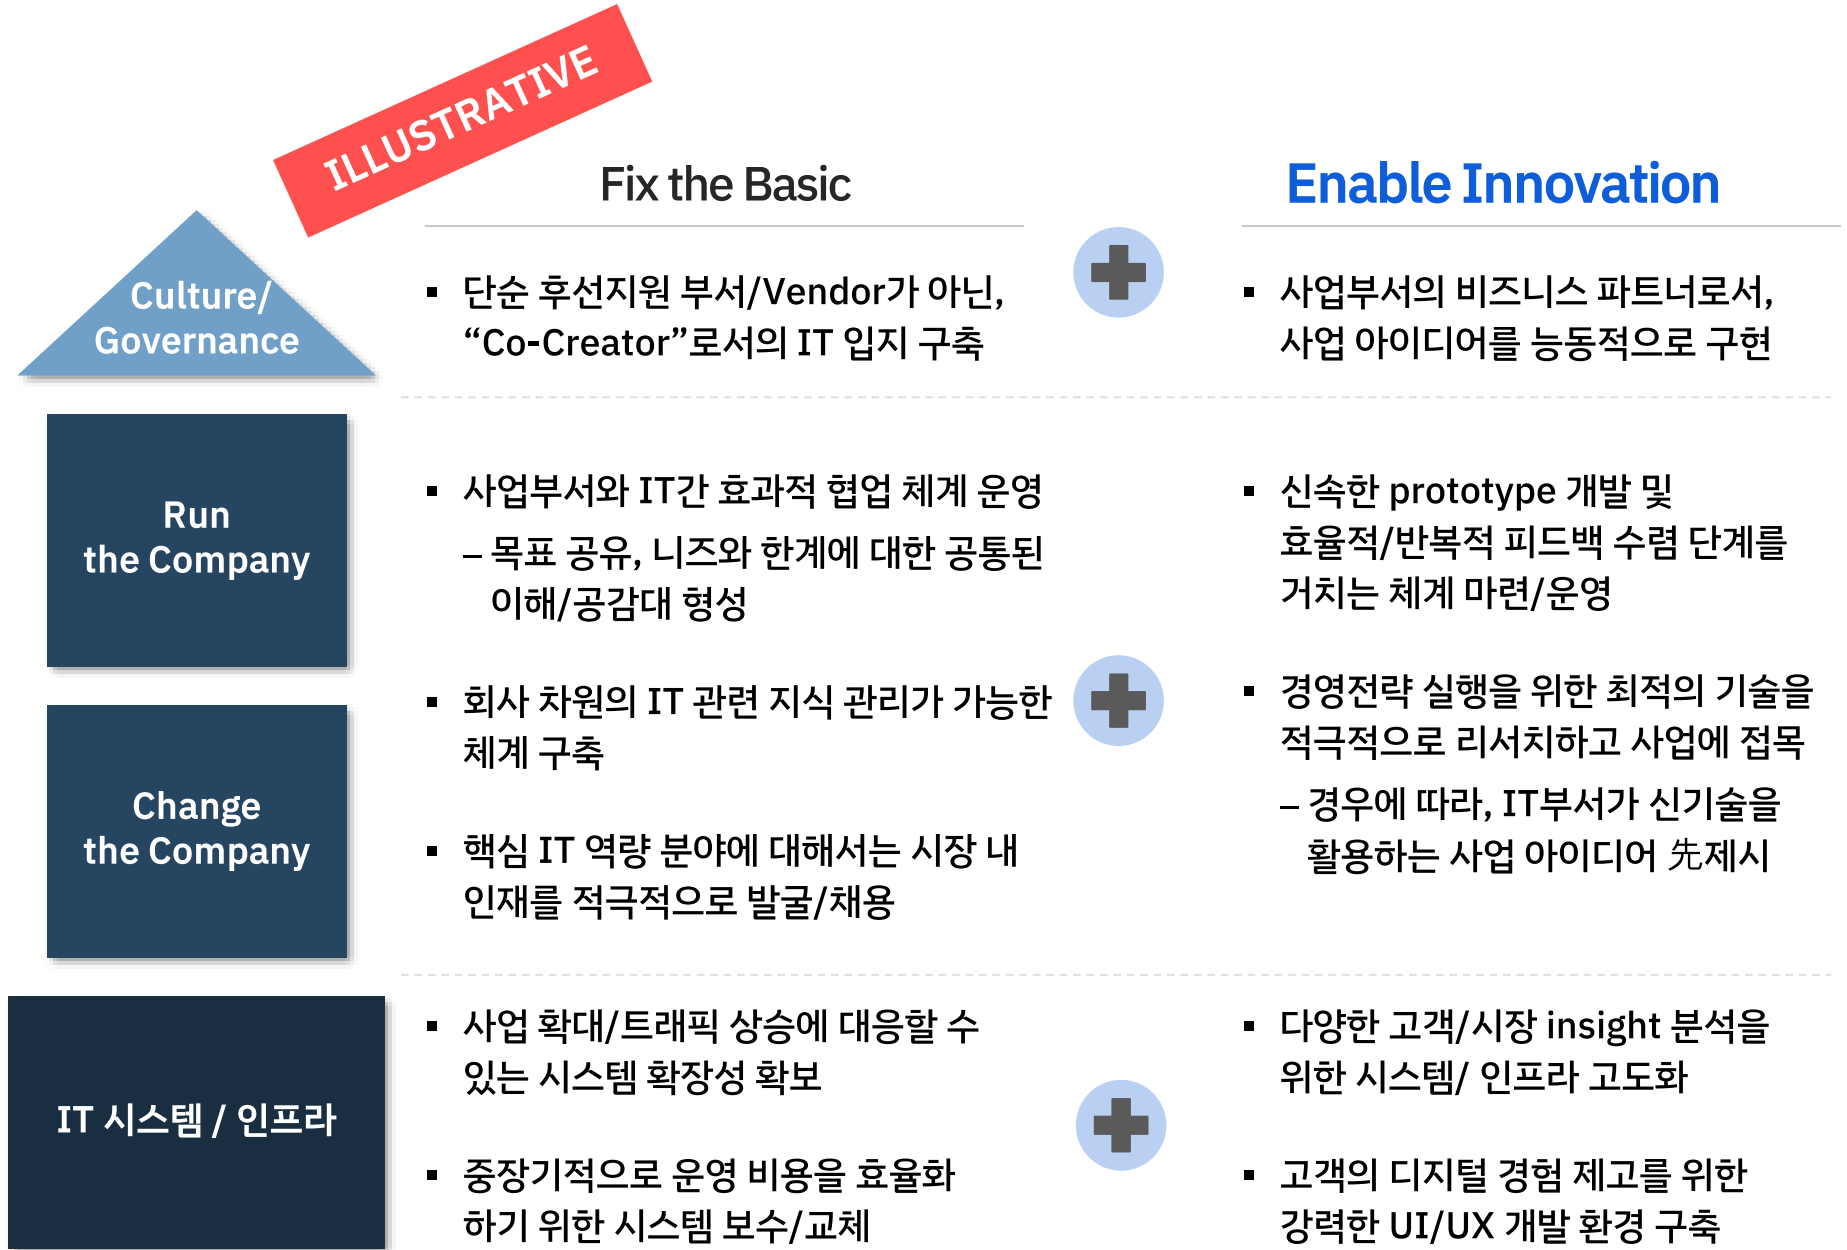 ILLUSTRATIVE
Fix the Basic
Enable Innovation
Culture/
Governance
▪ 단순 후선지원 부서/Vendor가 아닌,
“Co-Creator”로서의 IT 입지 구축
▪ 사업부서의 비즈니스 파트너로서,
사업 아이디어를 능동적으로 구현
Run
the Company
Change
the Company
▪ 사업부서와 IT간 효과적 협업 체계 운영
– 목표 공유, 니즈와 한계에 대한 공통된
이해/공감대 형성
▪ 회사 차원의 IT 관련 지식 관리가 가능한
체계 구축
▪ 핵심 IT 역량 분야에 대해서는 시장 내
인재를 적극적으로 발굴/채용
▪ 신속한 prototype 개발 및
효율적/반복적 피드백 수렴 단계를
거치는 체계 마련/운영
▪ 경영전략 실행을 위한 최적의 기술을
적극적으로 리서치하고 사업에 접목
– 경우에 따라, IT부서가 신기술을
활용하는 사업 아이디어 先제시
IT 시스템 / 인프라
▪ 사업 확대/트래픽 상승에 대응할 수
있는 시스템 확장성 확보
▪ 중장기적으로 운영 비용을 효율화
하기 위한 시스템 보수/교체
▪ 다양한 고객/시장 insight 분석을
위한 시스템/ 인프라 고도화
▪ 고객의 디지털 경험 제고를 위한
강력한 UI/UX 개발 환경 구축